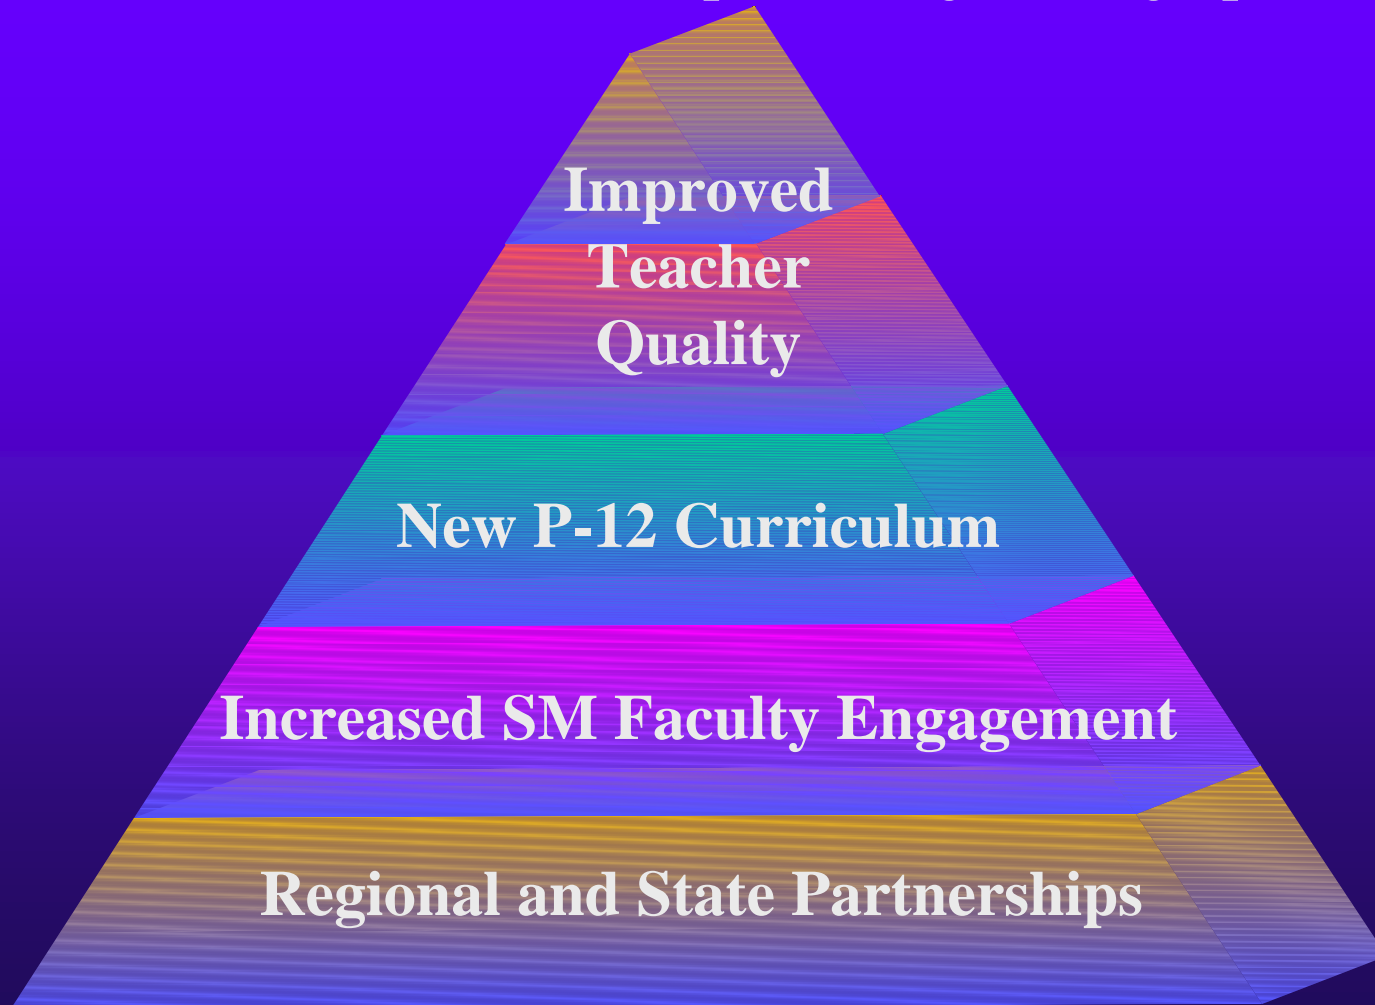 Improved
Teacher
Quality
New P-12 Curriculum
Increased SM Faculty Engagement
Regional and State Partnerships